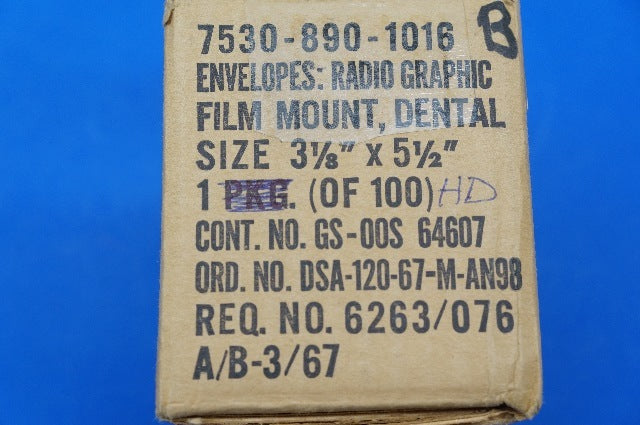 7530-890-1016 B
ENVELOPES: RADIO GRAPHIC
FILM MOUNT, DENTAL
SIZE 3⅛" X 5½"
1 PKG. (OF 100) HD
CONT. NO. GS-00S 64607
ORD. NO. DSA-120-67-M-AN98
REQ. NO. 6263/076
A/B-3/67